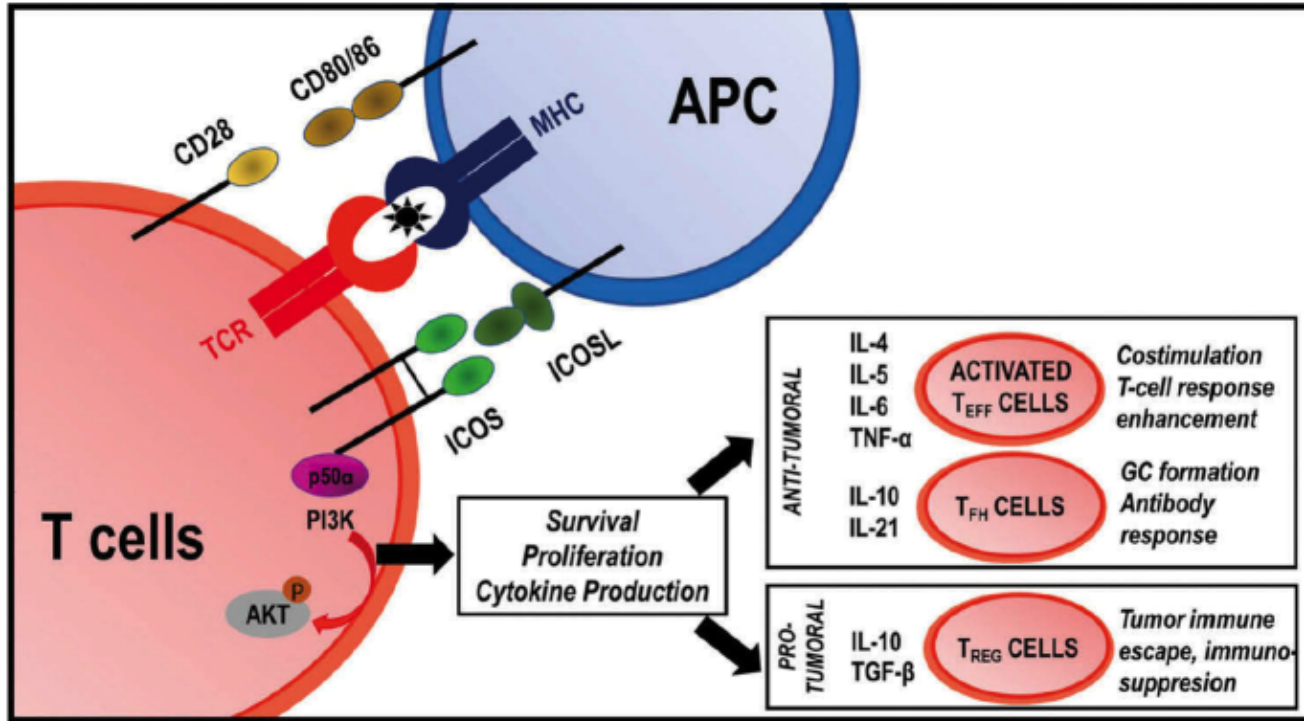 CD28
CD80/86
MHC
APC
TCR
ICOSL
ICOS
p50α
PI3K
T cells
AKT
P
Survival
Proliferation
Cytokine Production
ANTI-TUMORAL
IL-4
IL-5
IL-6
TNF-α
ACTIVATED
TEFF CELLS
Costimulation
T-cell response
enhancement
IL-10
IL-21
TFH CELLS
GC formation
Antibody
response
PRO-
TUMORAL
IL-10
TGF-β
TREG CELLS
Tumor immune
escape, immuno-
suppresion